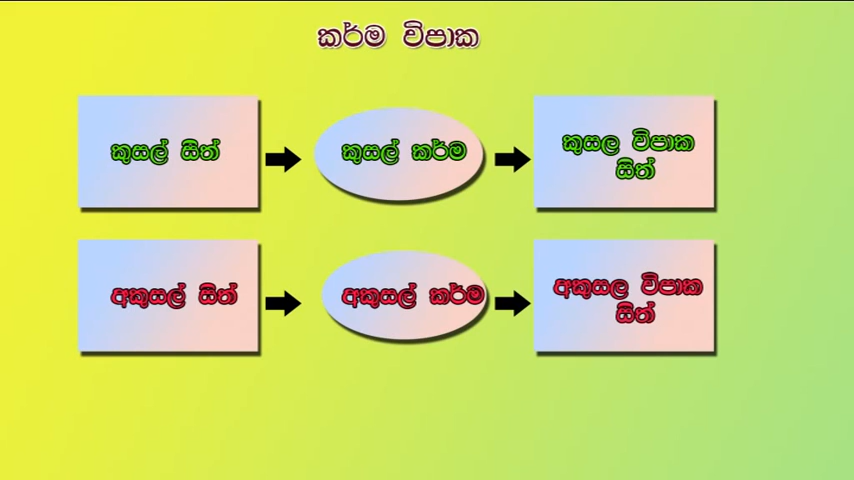 කර්ම විපාක
කුසල් සිත්
කුසල් කර්ම
කුසල විපාක
සිත්
අකුසල් සිත්
අකුසල් කර්ම
අකුසල විපාක
සිත්